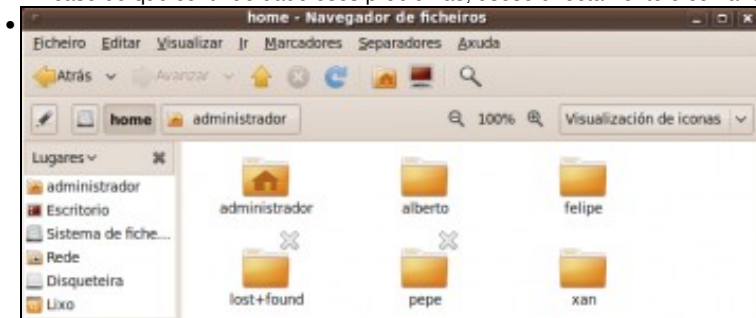 home - Navegador de ficheiros
Ficheiro Editar Visualizar Ir Marcadores Separadores Axuda
Atrás Avanzar
home administrador 100% Visualización de iconas
Lugares
administrador
Escritorio
Sistema de fiche...
Rede
Disqueteira
Lixo
administrador alberto felipe
lost+found pepe xan